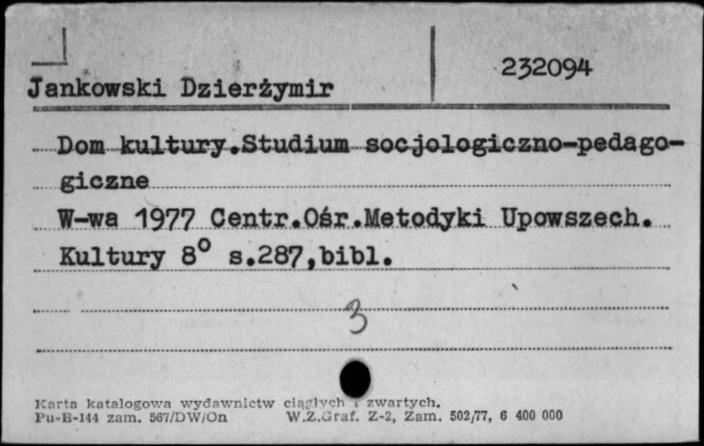 232094
Jankowski Dzierżymir
Dom kultury.Studium socjologiczno-pedago-
giczne
W-wa 1977 Centr.Ośr.Metodyki Upowszech.
Kultury 8° s.287,bibl.
3
Karta katalogowa wydawnictw ciągłych i zwartych.
Pu-B-144 zam. 567/DW/On W.Z.Graf. Z-2, Zam. 502/77, 6 400 000